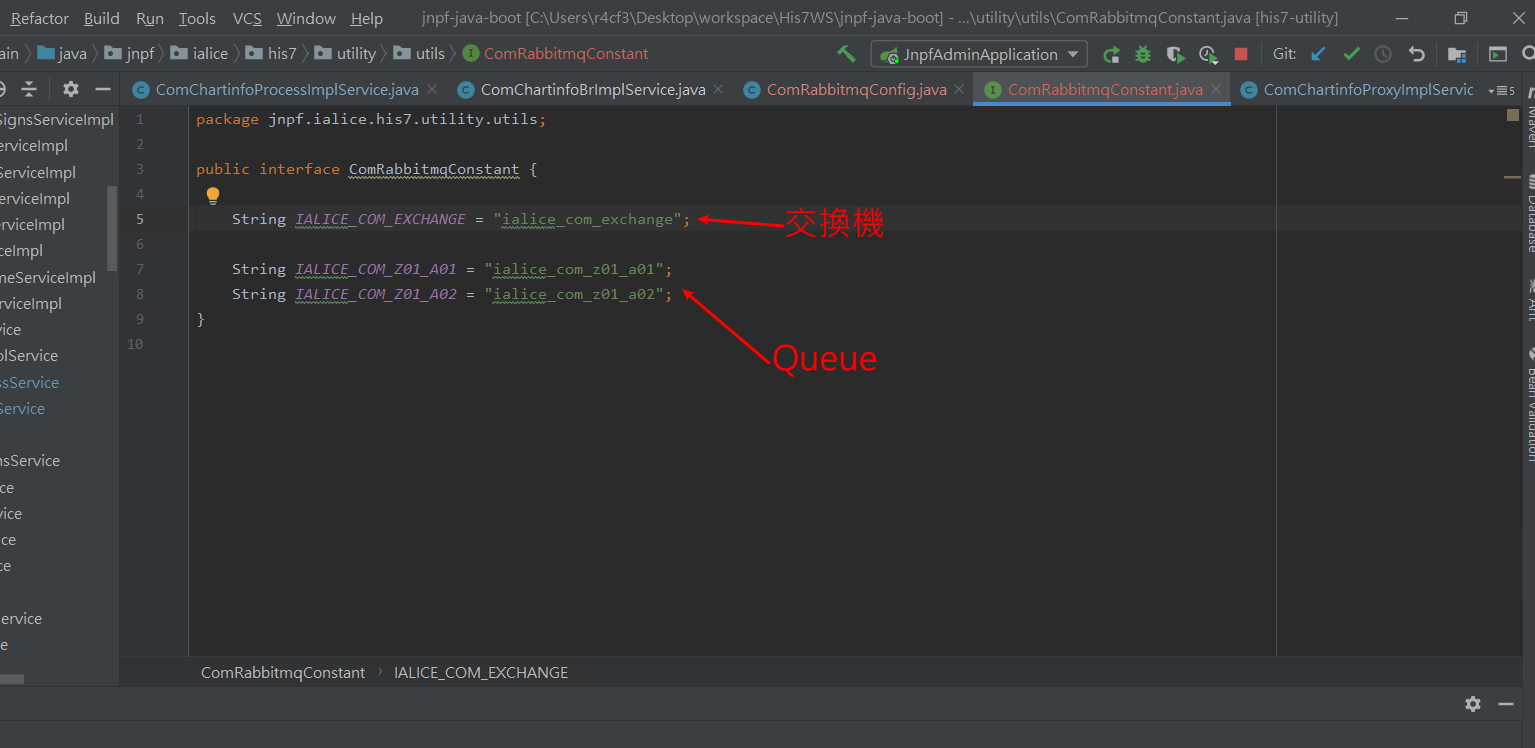 Refactor Build Run Tools VCS Window Help jnpf-java-boot [C:\Users\r4cf3\Desktop\workspace\His7WS\jnpf-java-boot] - ...\utility\utils\ComRabbitmqConstant.java [his7-utility]
ain java jnpf ialice his7 utility utils ComRabbitmqConstant JnpfAdminApplication Git:
ComChartinfoProcessImplService.java ComChartinfoBrImplService.java ComRabbitmqConfig.java ComRabbitmqConstant.java ComChartinfoProxyImplServic 5
SignsServiceImpl
erviceImpl
ServiceImpl
erviceImpl
erviceImpl
ceImpl
meServiceImpl
rviceImpl
ice
olService
ssService
Service
nsService
ce
vice
ce
ce
ervice
e
1 package jnpf.ialice.his7.utility.utils;
2
3 public interface ComRabbitmqConstant {
4
5 String IALICE_COM_EXCHANGE = "ialice_com_exchange";
交換機
6
7 String IALICE_COM_Z01_A01 = "ialice_com_z01_a01";
8 String IALICE_COM_Z01_A02 = "ialice_com_z01_a02";
9 }
10
Queue
Maven
Database
Ant
Bean Validation
ComRabbitmqConstant › IALICE_COM_EXCHANGE